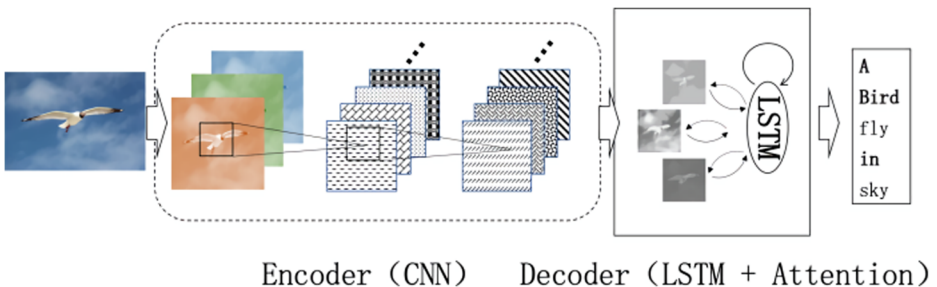 LSTM
A
Bird
fly
in
sky
Encoder (CNN)
Decoder (LSTM + Attention)